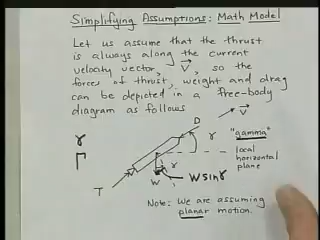 Simplifying Assumptions: Math Model
Let us assume that the thrust
is always along the current
velocity vector, V, so the
forces of thrust, weight and drag
can be depicted in a free-body
diagram as follows
V
D
γ
γ
"gamma"
Γ
local
horizontal
plane
γ
W
W sin γ
T
Note: We are assuming
planar motion.